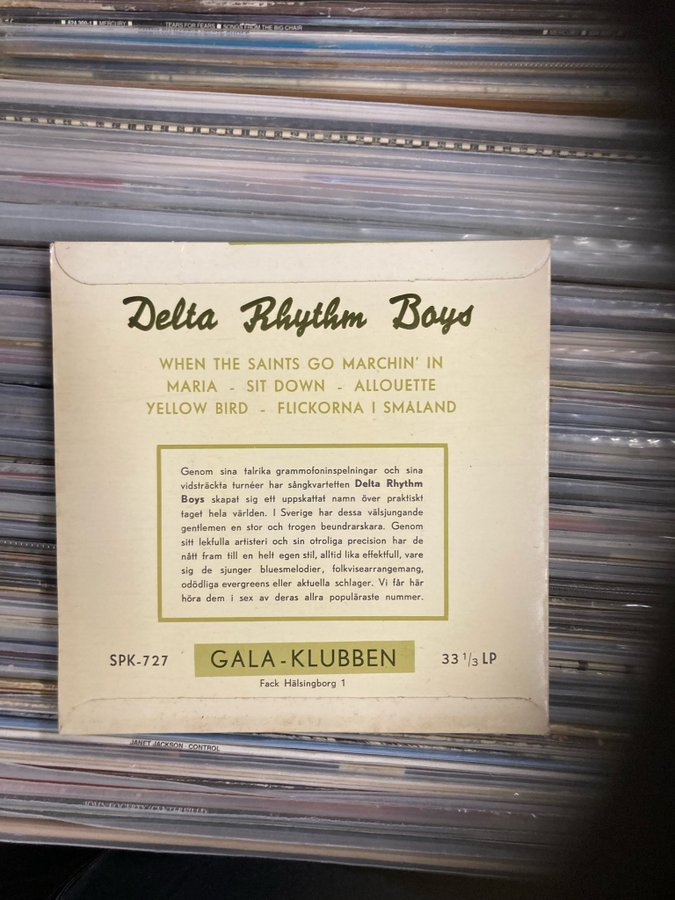 824 300-1 ■ MERCURY ■ TEARS FOR FEARS ■ SONGS FROM THE BIG CHAIR
Delta Rhythm Boys
WHEN THE SAINTS GO MARCHIN' IN
MARIA - SIT DOWN - ALLOUETTE
YELLOW BIRD - FLICKORNA I SMÅLAND
Genom sina talrika grammofoninspelningar och sina
vidsträckta turnéer har sångkvartetten Delta Rhythm
Boys skapat sig ett uppskattat namn över praktiskt
taget hela världen. I Sverige har dessa välsjungande
gentlemen en stor och trogen beundrarskara. Genom
sitt lekfulla artisteri och sin otroliga precision har de
nått fram till en helt egen stil, alltid lika effektfull, vare
sig de sjunger bluesmelodier, folkvisearrangemang,
odödliga evergreens eller aktuella schlager. Vi får här
höra dem i sex av deras allra populäraste nummer.
SPK-727 GALA-KLUBBEN 33 1/3 LP
Fack Hälsingborg 1
JANET JACKSON · CONTROL